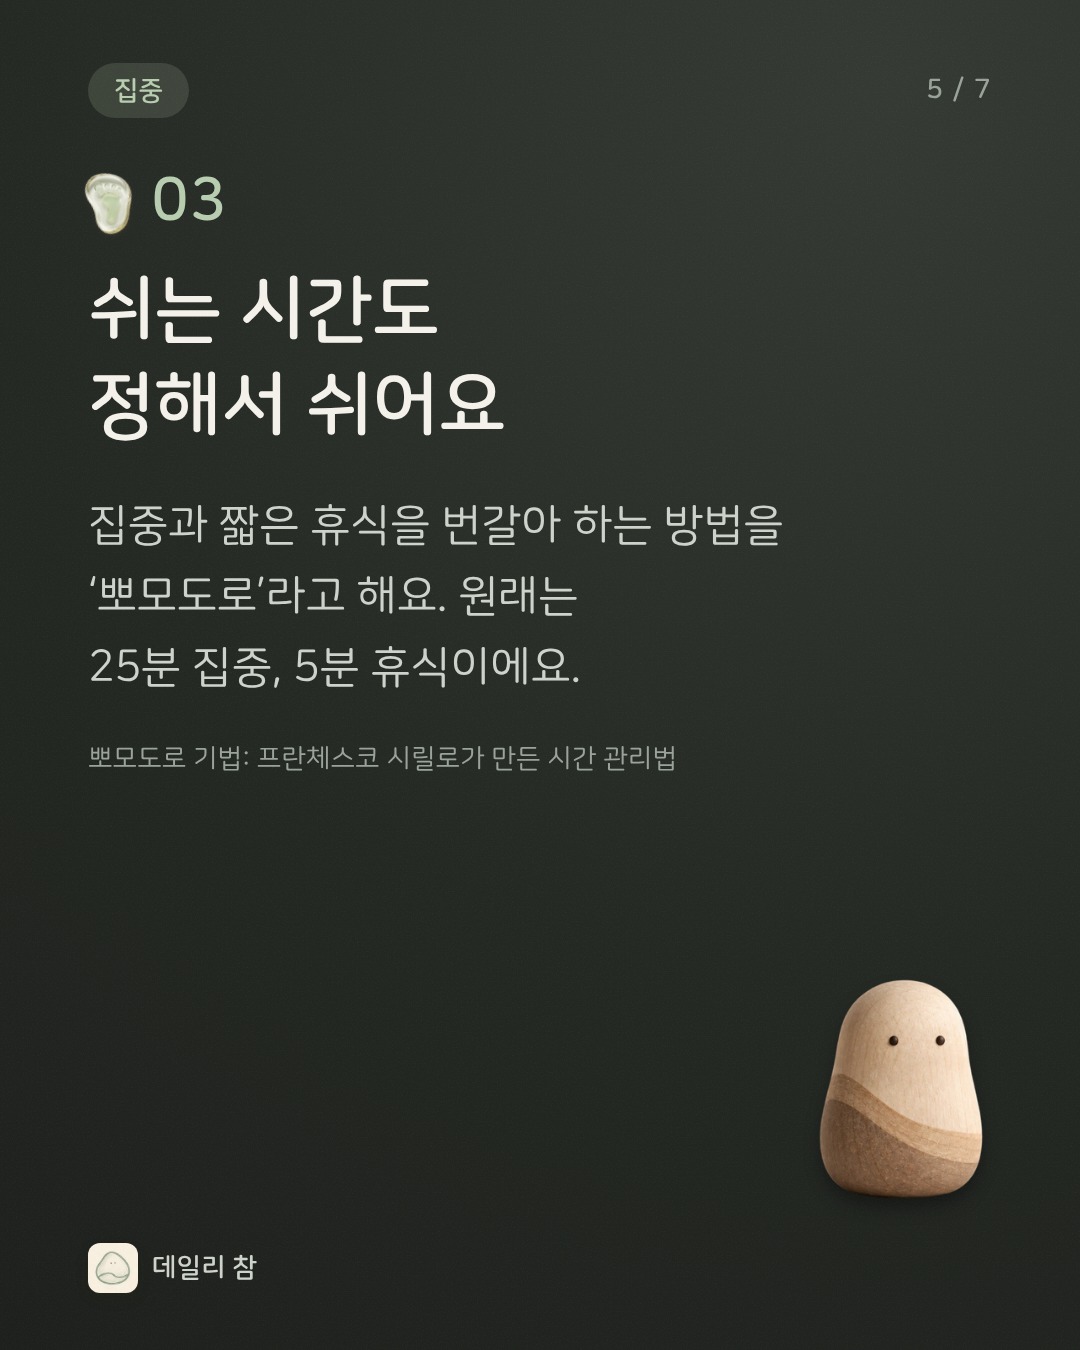 집중
5 / 7
03
쉬는 시간도
정해서 쉬어요
집중과 짧은 휴식을 번갈아 하는 방법을
‘뽀모도로’라고 해요. 원래는
25분 집중, 5분 휴식이에요.
뽀모도로 기법: 프란체스코 시릴로가 만든 시간 관리법
데일리 참